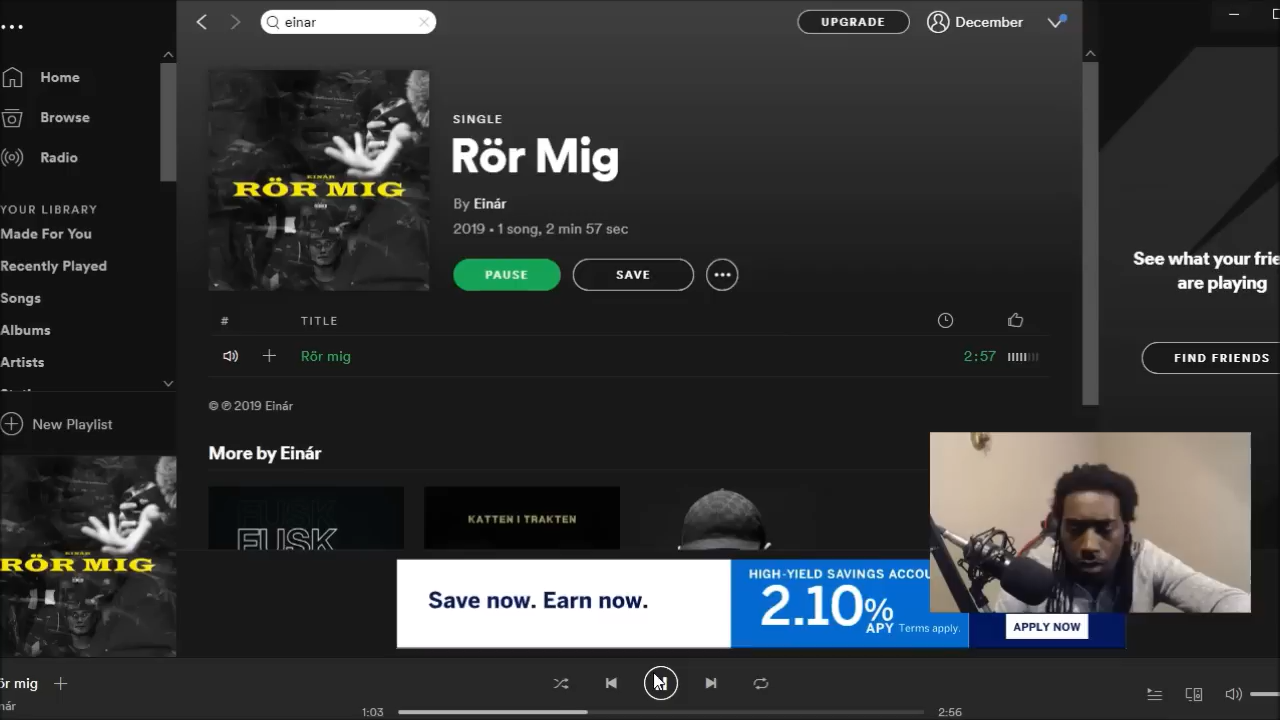 einar
UPGRADE
December
Home
Browse
Radio
YOUR LIBRARY
Made For You
Recently Played
Songs
Albums
Artists
New Playlist
EINÁR
RÖR MIG
SINGLE
Rör Mig
By Einár
2019 • 1 song, 2 min 57 sec
PAUSE
SAVE
# TITLE
Rör mig 2:57
© ℗ 2019 Einár
More by Einár
FUSK
FUSK
KATTEN I TRAKTEN
See what your frie
are playing
FIND FRIENDS
RÖR MIG
Save now. Earn now.
HIGH-YIELD SAVINGS ACCOU
2.10%
APY Terms apply.
APPLY NOW
ör mig
nár
1:03
2:56